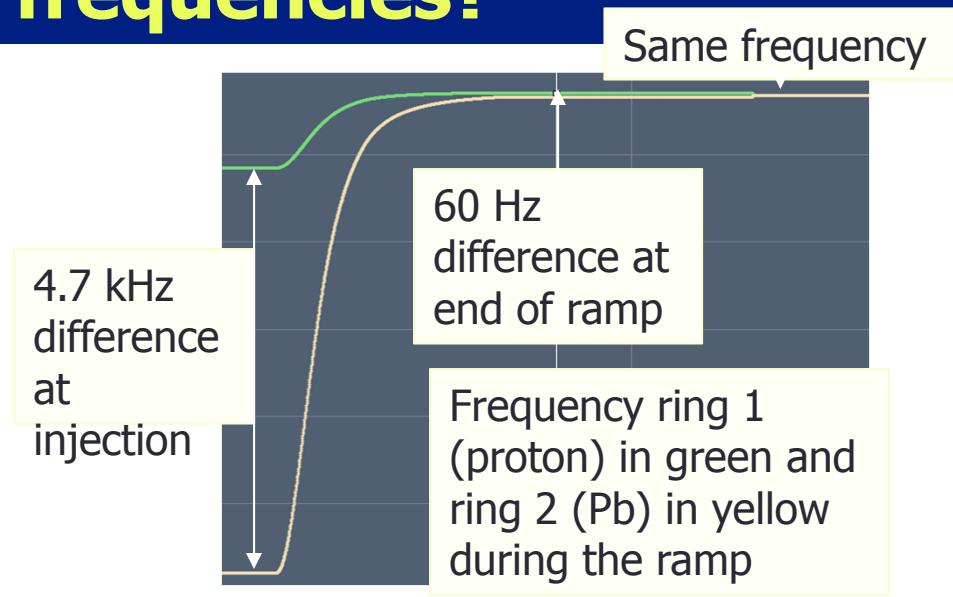 frequencies?
Same frequency
60 Hz
difference at
end of ramp
4.7 kHz
difference
at
injection
Frequency ring 1
(proton) in green and
ring 2 (Pb) in yellow
during the ramp